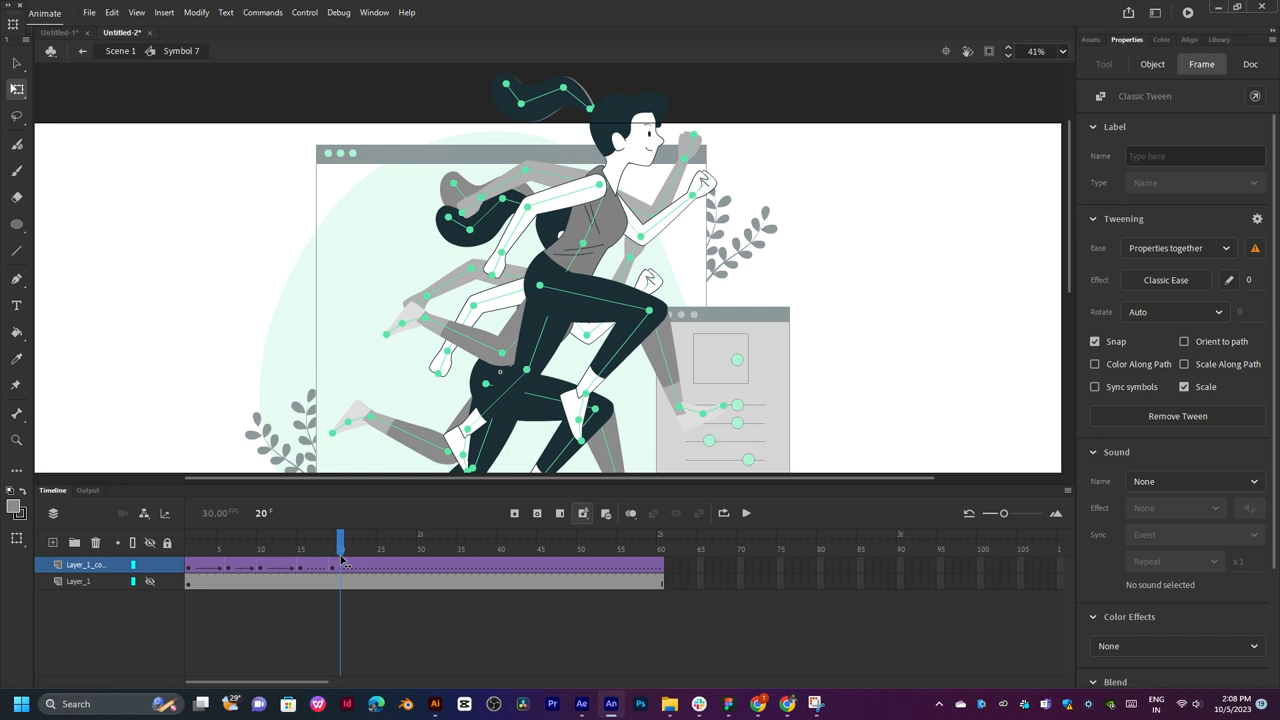 Animate File Edit View Insert Modify Text Commands Control Debug Window Help
Untitled-1* × Untitled-2* ×
Scene 1 Symbol 7 41%
Assets Properties Color Align Library
Tool Object Frame Doc
Classic Tween
Label
Name Type here
Type Name
Tweening
Ease Properties together
Effect Classic Ease 0
Rotate Auto 0
Snap Orient to path
Color Along Path Scale Along Path
Sync symbols Scale
Remove Tween
Sound
Name None
Effect None
Sync Event
Repeat x 1
No sound selected
Color Effects
None
Blend
Timeline Output
30.00 FPS 20 F
1s 2s 3s
5 10 15 25 30 35 40 45 50 55 60 65 70 75 80 85 90 95 100 105 11
Layer_1_co...
Layer_1
Search
29°
ENG
IN
2:08 PM
10/5/2023